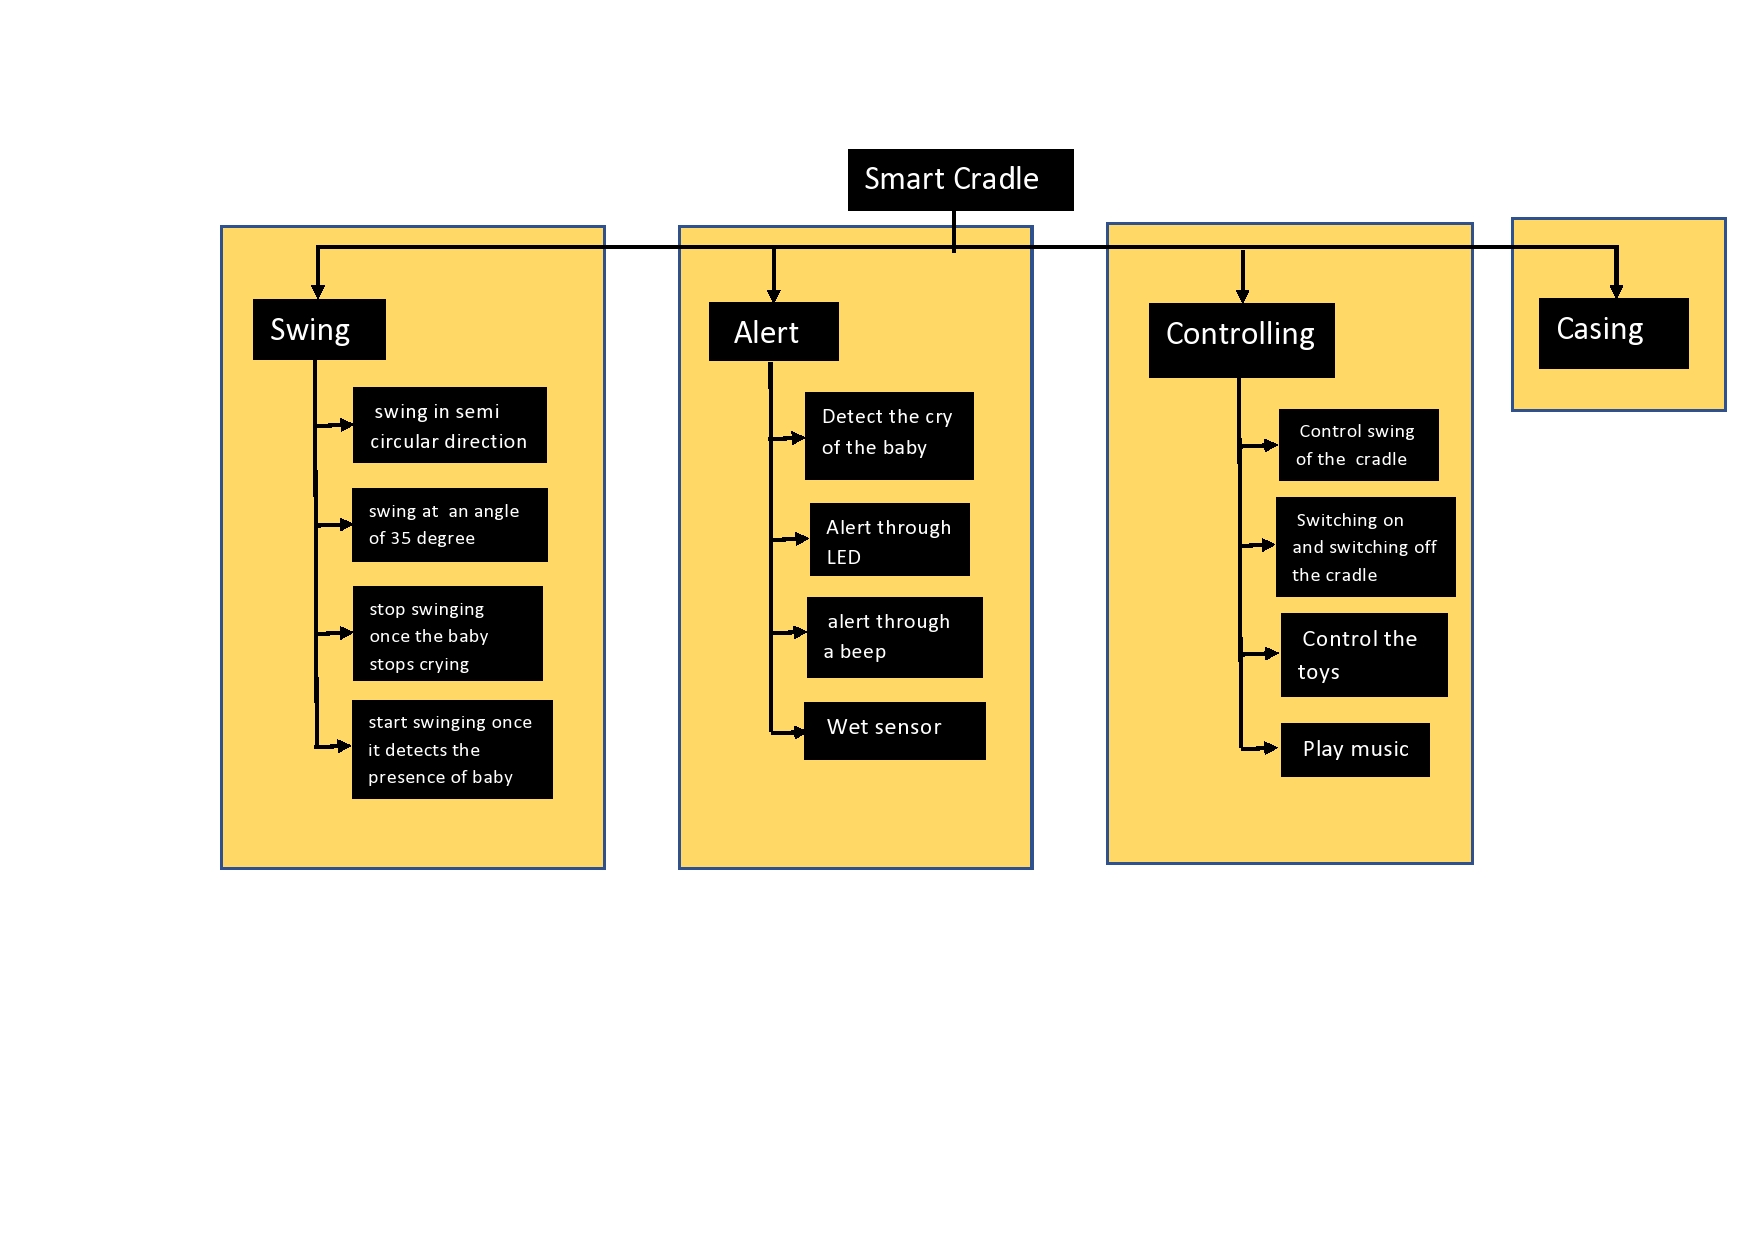 Smart Cradle
Swing
swing in semi
circular direction
swing at  an angle
of 35 degree
stop swinging
once the baby
stops crying
start swinging once
it detects the
presence of baby
Alert
Detect the cry
of the baby
Alert through
LED
alert through
a beep
Wet sensor
Controlling
Control swing
of the  cradle
Switching on
and switching off
the cradle
Control the
toys
Play music
Casing